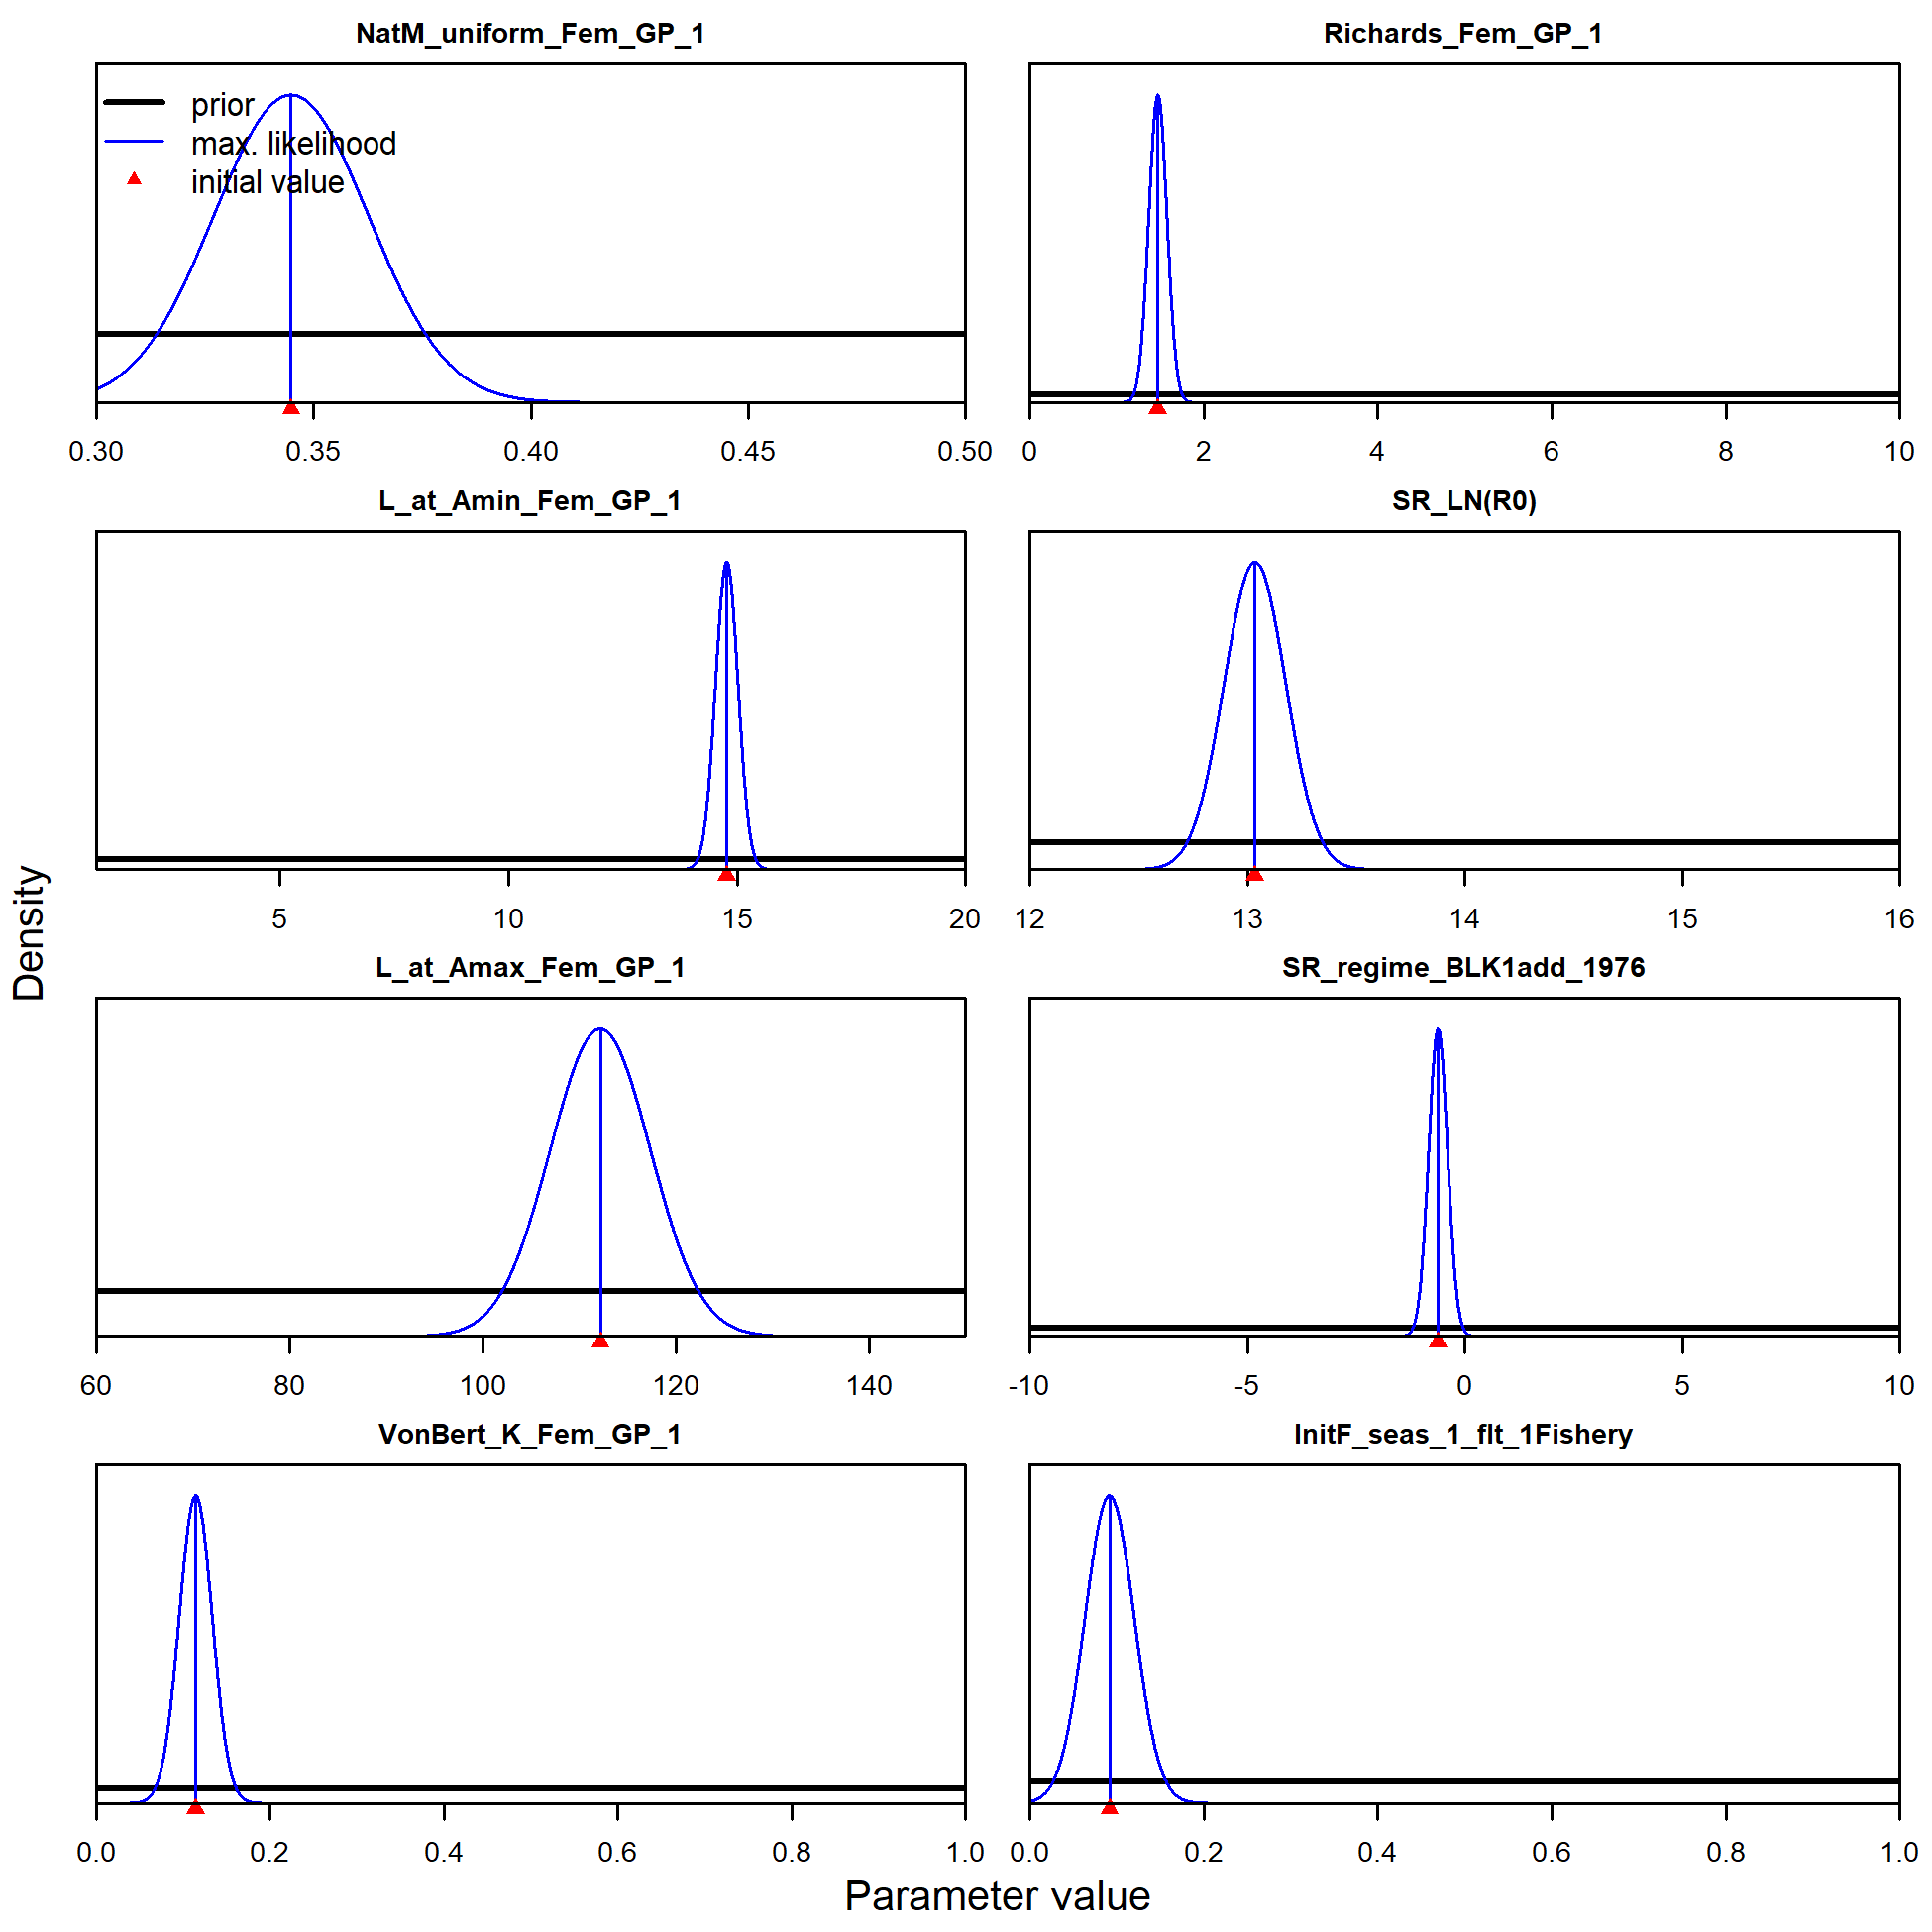 NatM_uniform_Fem_GP_1
prior
max. likelihood
initial value
0.30 0.35 0.40 0.45 0.50
Richards_Fem_GP_1
0 2 4 6 8 10
L_at_Amin_Fem_GP_1
5 10 15 20
SR_LN(R0)
12 13 14 15 16
L_at_Amax_Fem_GP_1
60 80 100 120 140
SR_regime_BLK1add_1976
-10 -5 0 5 10
VonBert_K_Fem_GP_1
0.0 0.2 0.4 0.6 0.8 1.0
InitF_seas_1_flt_1Fishery
0.0 0.2 0.4 0.6 0.8 1.0
Density
Parameter value